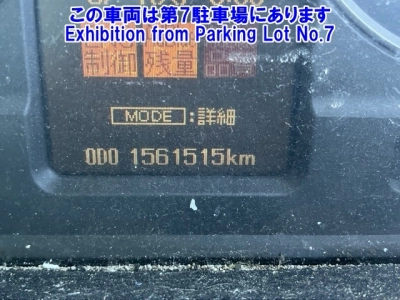 この車両は第7駐車場にあります
Exhibition from Parking Lot No.7
制御 残量
MODE:詳細
ODO 1561515km